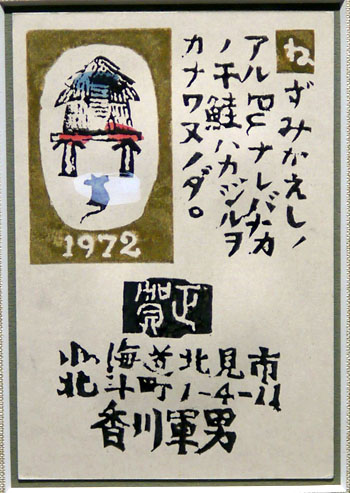 ねずみかえしノ
アル ナレバナカ
ノ干鮭ハカジルヲ
カナワヌノダ。
1972
賀正
北海道北見市
北斗町1-4-11
香川軍男